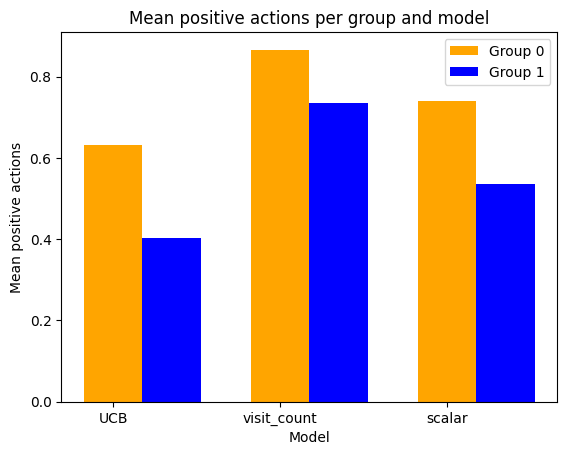 Mean positive actions per group and model
Group 0
Group 1
Mean positive actions
0.8
0.6
0.4
0.2
0.0
UCB
visit_count
scalar
Model